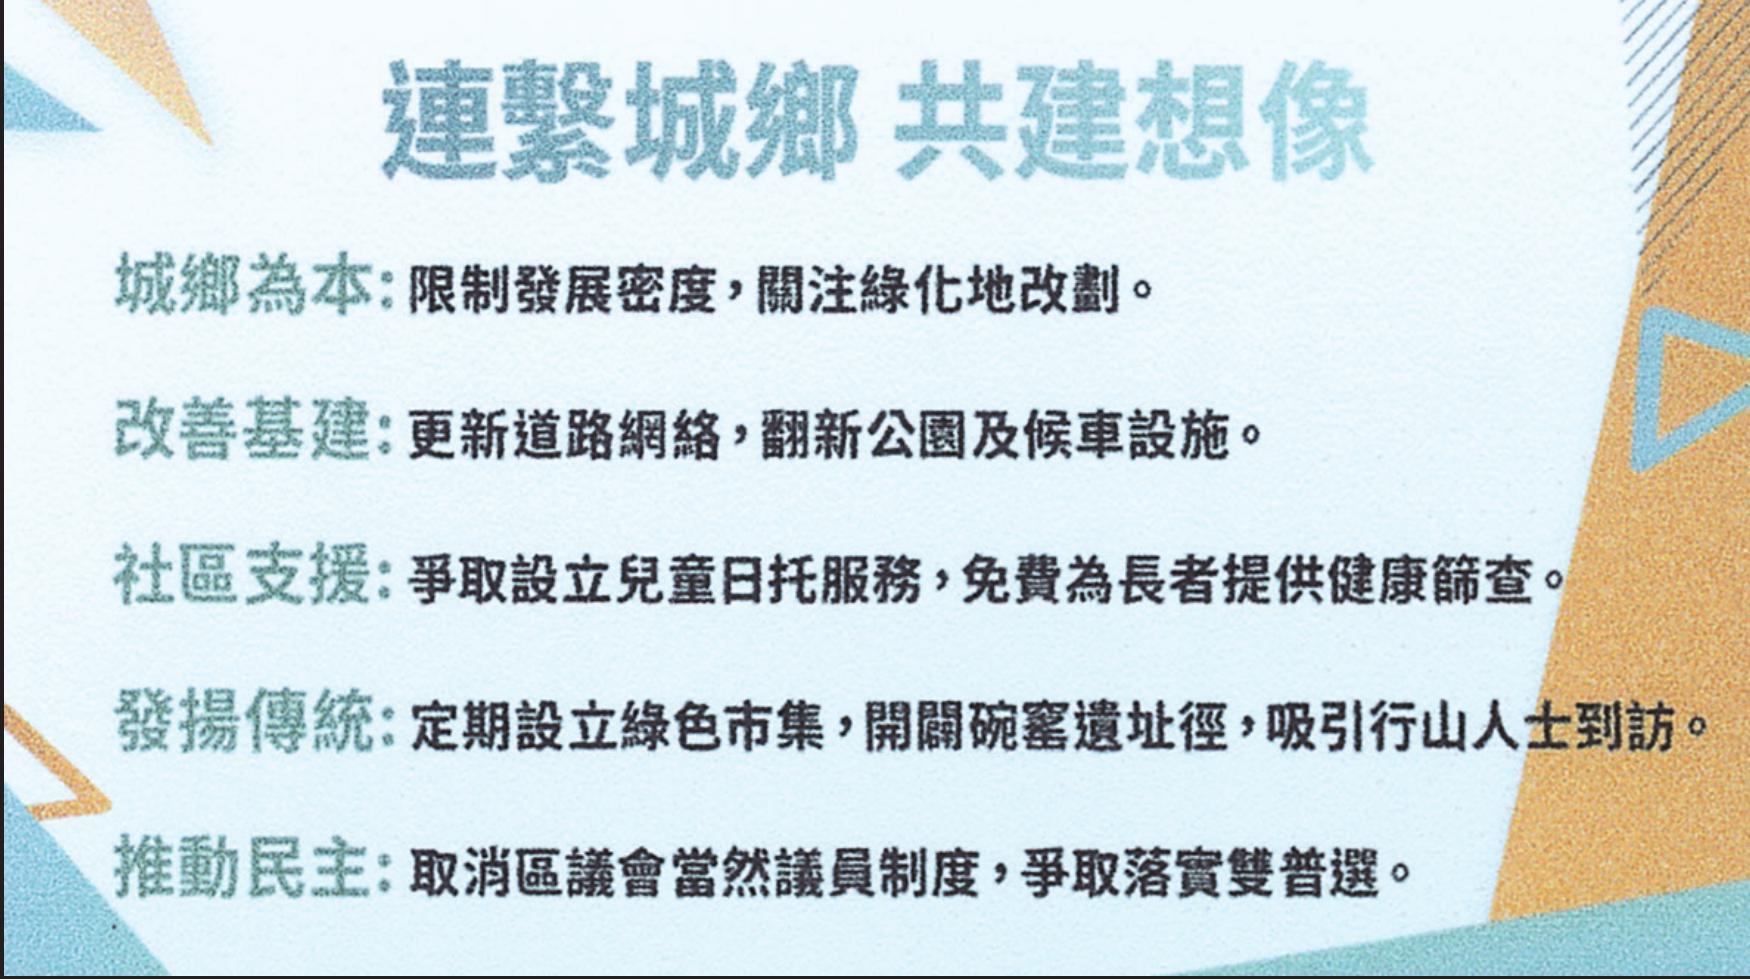 連繫城鄉 共建想像
城鄉為本：限制發展密度，關注綠化地改劃。
改善基建：更新道路網絡，翻新公園及候車設施。
社區支援：爭取設立兒童日托服務，免費為長者提供健康篩查。
發揚傳統：定期設立綠色市集，開闢碗窰遺址徑，吸引行山人士到訪。
推動民主：取消區議會當然議員制度，爭取落實雙普選。